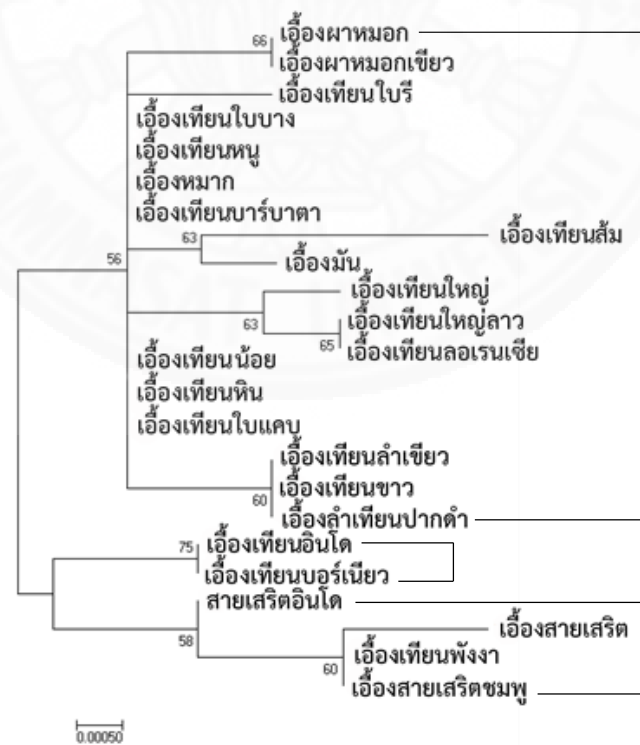 เอื้องผาหมอก
66
เอื้องผาหมอกเขียว
เอื้องเทียนใบรี
เอื้องเทียนใบบาง
เอื้องเทียนหนู
เอื้องหมาก
เอื้องเทียนบาร์บาตา
63
เอื้องเทียนส้ม
56
เอื้องมัน
เอื้องเทียนใหญ่
63
เอื้องเทียนใหญ่ลาว
65
เอื้องเทียนลอเรนเซีย
เอื้องเทียนน้อย
เอื้องเทียนหิน
เอื้องเทียนใบแคบ
เอื้องเทียนลำเขียว
เอื้องเทียนขาว
60
เอื้องลำเทียนปากดำ
75
เอื้องเทียนอินโด
เอื้องเทียนบอร์เนียว
สายเสริตอินโด
เอื้องสายเสริต
58
เอื้องเทียนพังงา
60
เอื้องสายเสริตชมพู
0.00050